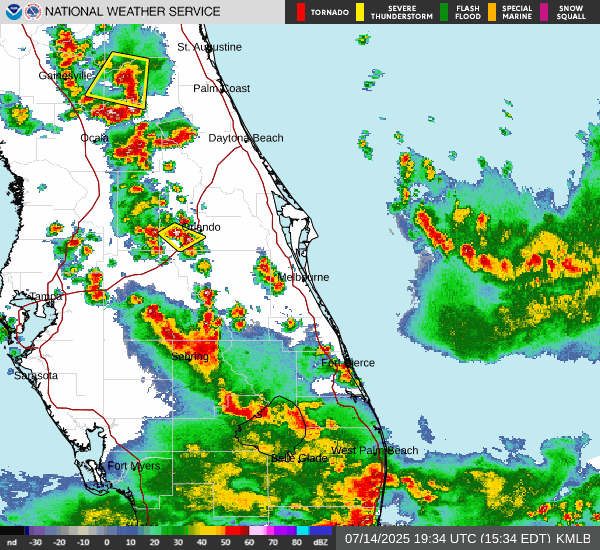 NATIONAL WEATHER SERVICE
TORNADO
SEVERE THUNDERSTORM
FLASH FLOOD
SPECIAL MARINE
SNOW SQUALL
St. Augustine
Gainesville
Palm Coast
Ocala
Daytona Beach
Orlando
Melbourne
Tampa
Sebring
Fort Pierce
Sarasota
West Palm Beach
Belle Glade
Fort Myers
nd -30 -20 -10 0 10 20 30 40 50 60 70 80 dBZ
07/14/2025 19:34 UTC (15:34 EDT) KMLB